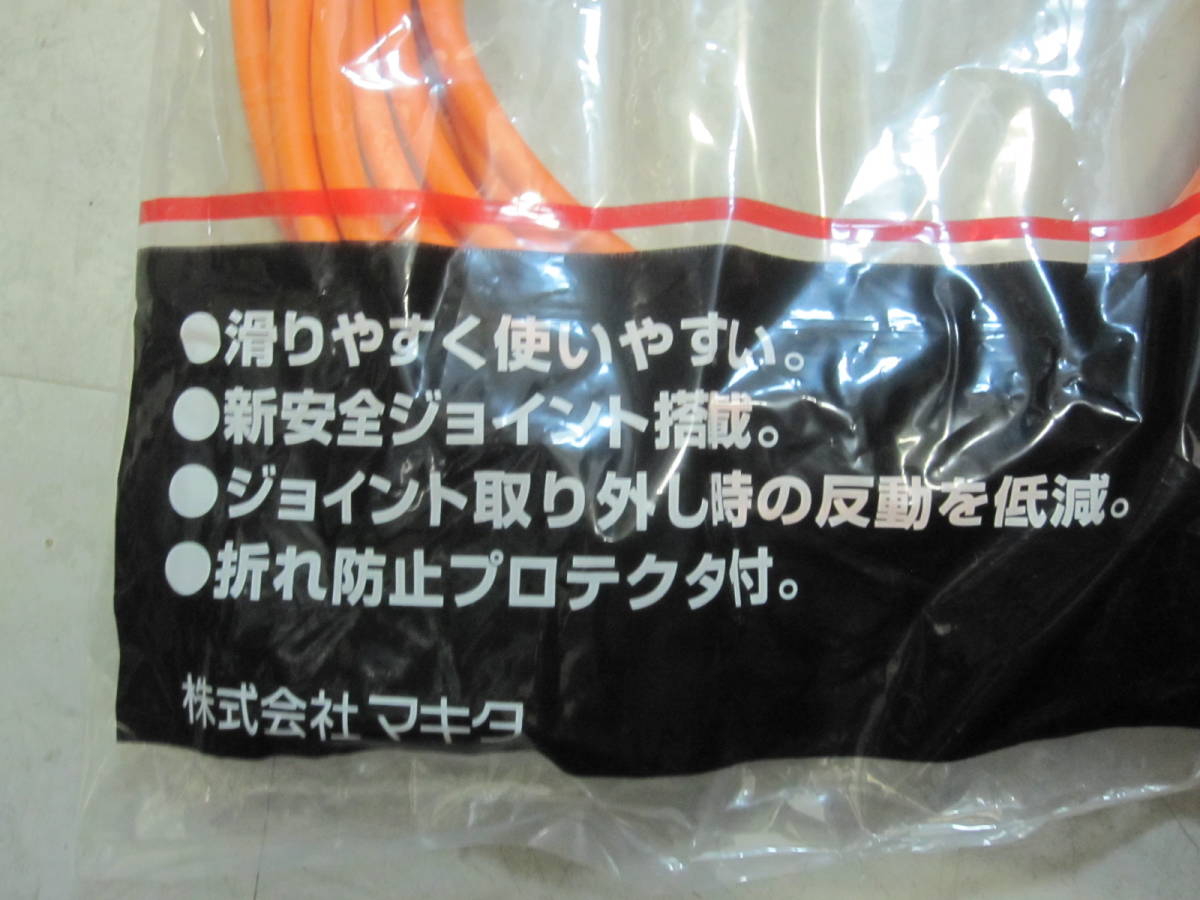 ●滑りやすく使いやすい。
●新安全ジョイント搭載。
●ジョイント取り外し時の反動を低減。
●折れ防止プロテクタ付。
株式会社マキタ